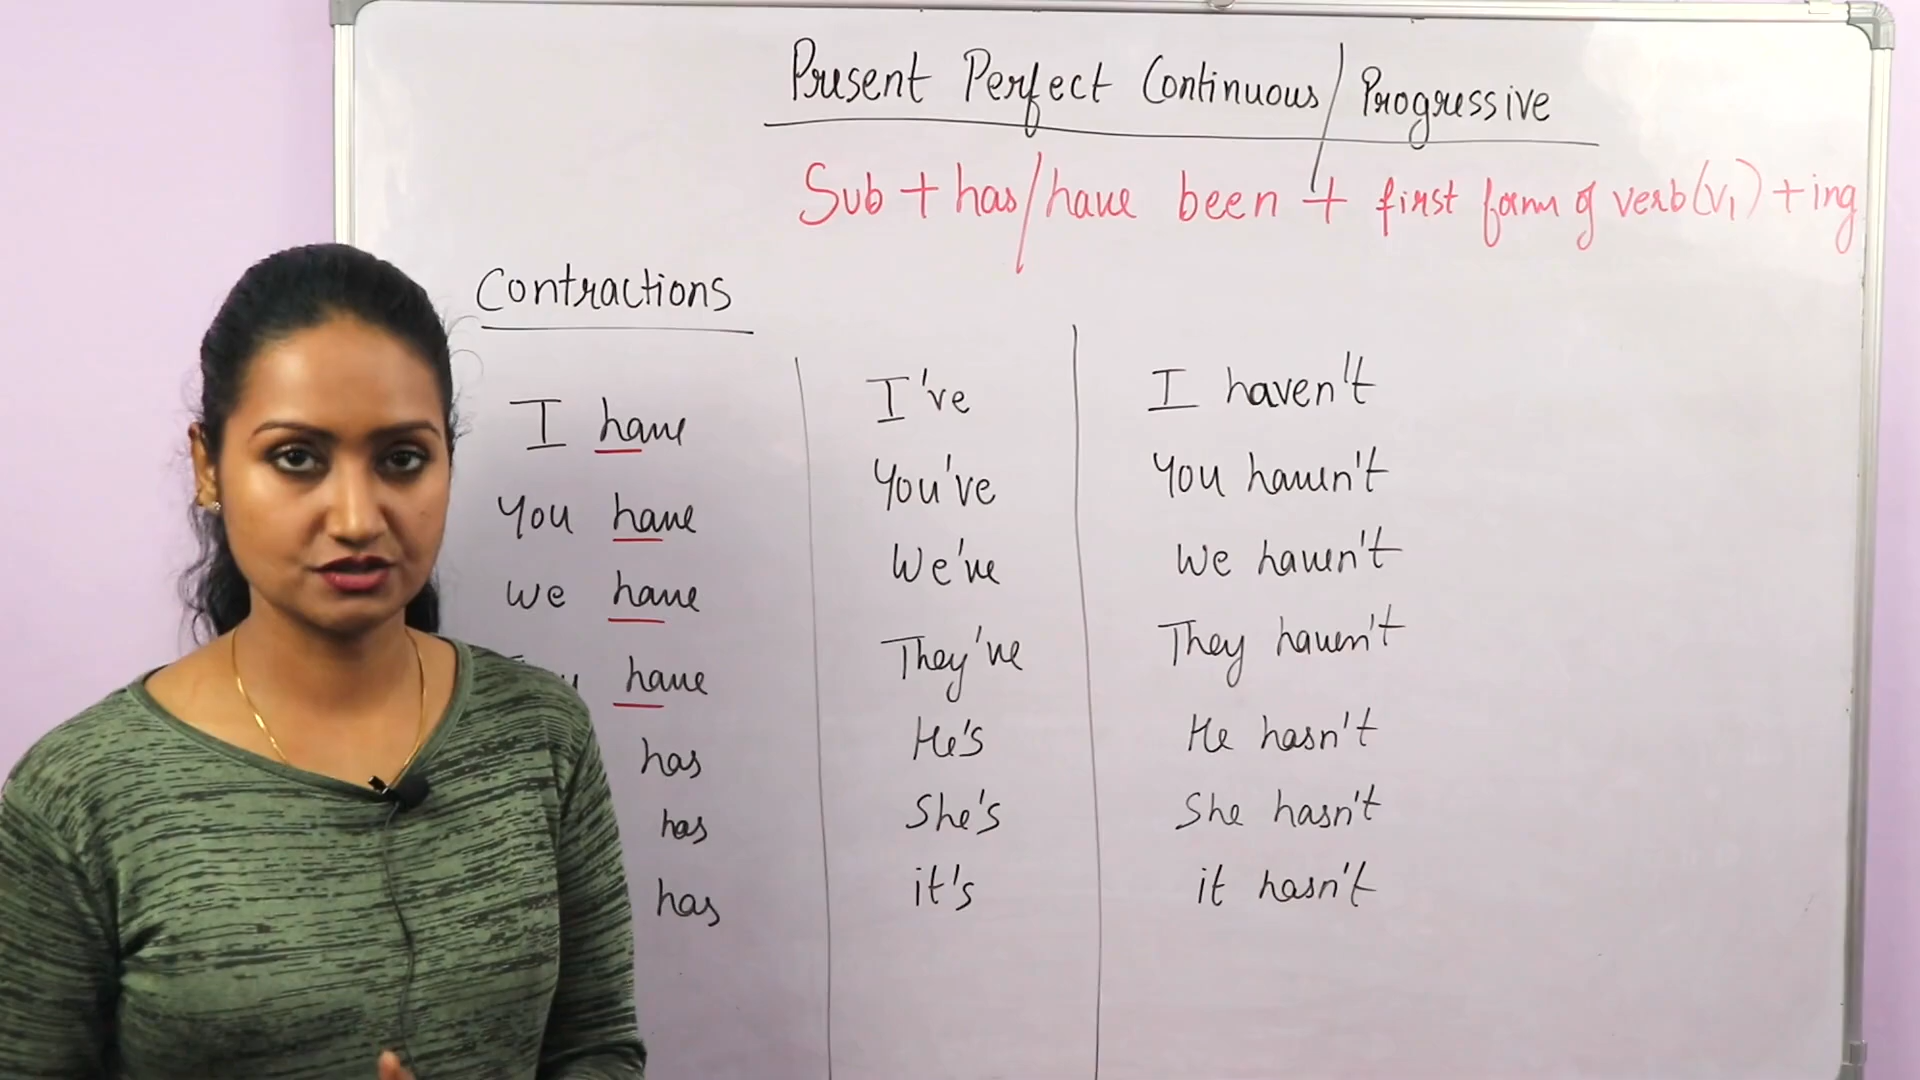 Present Perfect Continuous/Progressive
Sub + has/have been + first form of verb(v1) + ing
Contractions
I have I've I haven't
You have You've You haven't
We have We've We haven't
have They've They haven't
has He's He hasn't
has She's She hasn't
has it's it hasn't